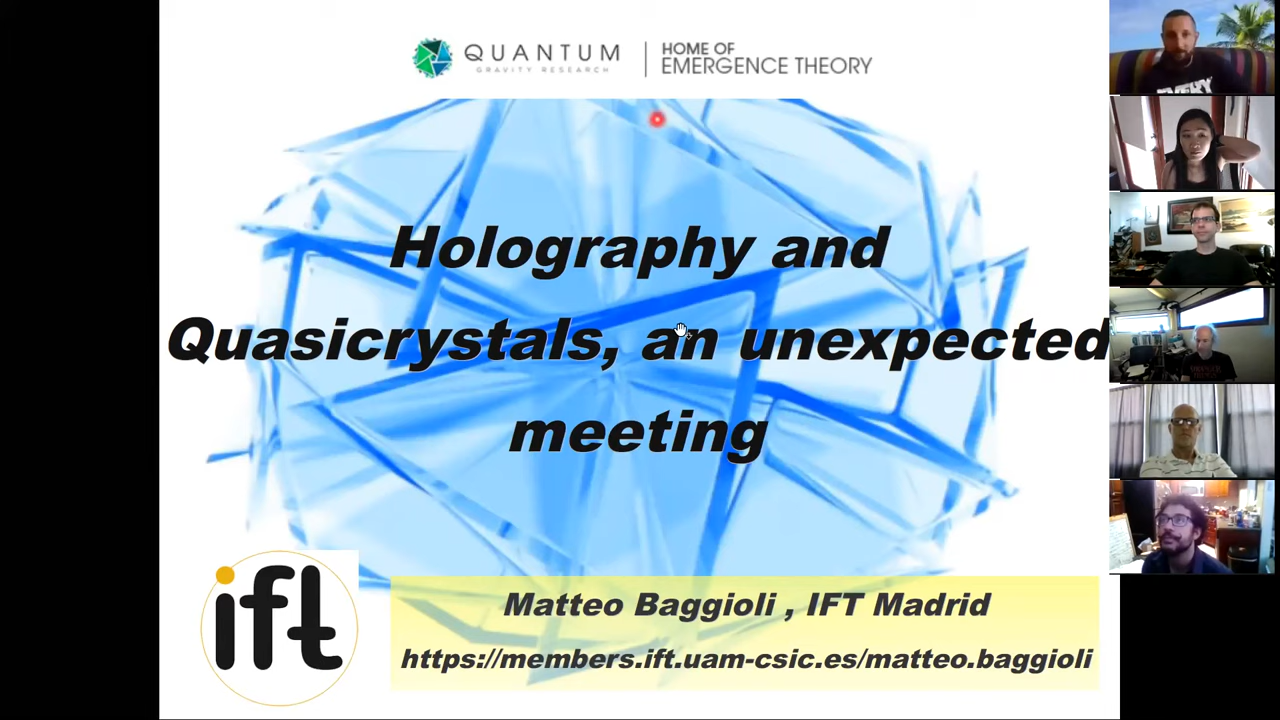 QUANTUM
GRAVITY RESEARCH
HOME OF
EMERGENCE THEORY
Holography and
Quasicrystals, an unexpected
meeting
ift
Matteo Baggioli , IFT Madrid
https://members.ift.uam-csic.es/matteo.baggioli